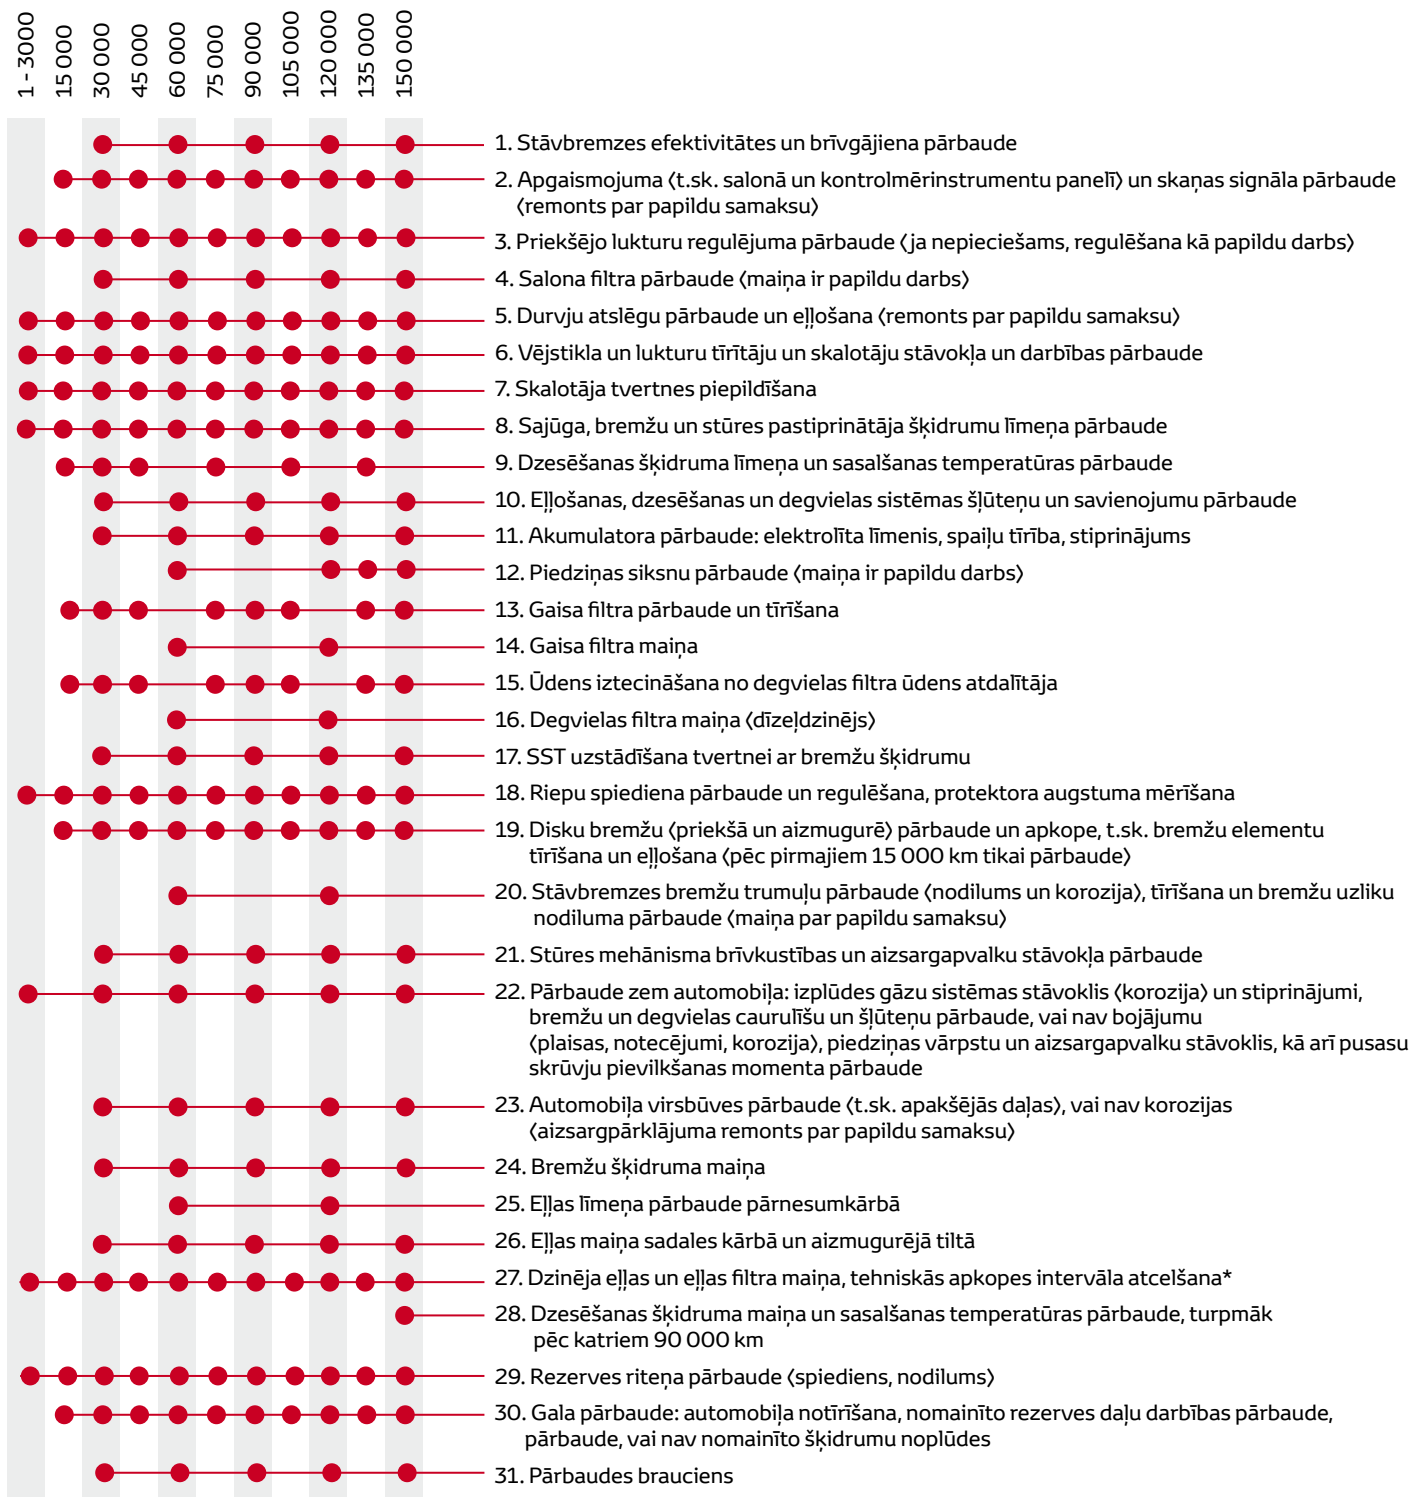 1 - 3000
15 000
30 000
45 000
60 000
75 000
90 000
105 000
120 000
135 000
150 000
1. Stāvbremzes efektivitātes un brīvgājiena pārbaude
2. Apgaismojuma ⟨t.sk. salonā un kontrolmērinstrumentu panelī⟩ un skaņas signāla pārbaude
⟨remonts par papildu samaksu⟩
3. Priekšējo lukturu regulējuma pārbaude ⟨ja nepieciešams, regulēšana kā papildu darbs⟩
4. Salona filtra pārbaude ⟨maiņa ir papildu darbs⟩
5. Durvju atslēgu pārbaude un eļļošana ⟨remonts par papildu samaksu⟩
6. Vējstikla un lukturu tīrītāju un skalotāju stāvokļa un darbības pārbaude
7. Skalotāja tvertnes piepildīšana
8. Sajūga, bremžu un stūres pastiprinātāja šķidrumu līmeņa pārbaude
9. Dzesēšanas šķidruma līmeņa un sasalšanas temperatūras pārbaude
10. Eļļošanas, dzesēšanas un degvielas sistēmas šļūteņu un savienojumu pārbaude
11. Akumulatora pārbaude: elektrolīta līmenis, spaiļu tīrība, stiprinājums
12. Piedziņas siksnu pārbaude ⟨maiņa ir papildu darbs⟩
13. Gaisa filtra pārbaude un tīrīšana
14. Gaisa filtra maiņa
15. Ūdens iztecināšana no degvielas filtra ūdens atdalītāja
16. Degvielas filtra maiņa ⟨dīzeļdzinējs⟩
17. SST uzstādīšana tvertnei ar bremžu šķidrumu
18. Riepu spiediena pārbaude un regulēšana, protektora augstuma mērīšana
19. Disku bremžu ⟨priekšā un aizmugurē⟩ pārbaude un apkope, t.sk. bremžu elementu
tīrīšana un eļļošana ⟨pēc pirmajiem 15 000 km tikai pārbaude⟩
20. Stāvbremzes bremžu trumuļu pārbaude ⟨nodilums un korozija⟩, tīrīšana un bremžu uzliku
nodiluma pārbaude ⟨maiņa par papildu samaksu⟩
21. Stūres mehānisma brīvkustības un aizsargapvalku stāvokļa pārbaude
22. Pārbaude zem automobiļa: izplūdes gāzu sistēmas stāvoklis ⟨korozija⟩ un stiprinājumi,
bremžu un degvielas caurulīšu un šļūteņu pārbaude, vai nav bojājumu
⟨plaisas, notecējumi, korozija⟩, piedziņas vārpstu un aizsargapvalku stāvoklis, kā arī pusasu
skrūvju pievilkšanas momenta pārbaude
23. Automobiļa virsbūves pārbaude ⟨t.sk. apakšējās daļas⟩, vai nav korozijas
⟨aizsargpārklājuma remonts par papildu samaksu⟩
24. Bremžu šķidruma maiņa
25. Eļļas līmeņa pārbaude pārnesumkārbā
26. Eļļas maiņa sadales kārbā un aizmugurējā tiltā
27. Dzinēja eļļas un eļļas filtra maiņa, tehniskās apkopes intervāla atcelšana*
28. Dzesēšanas šķidruma maiņa un sasalšanas temperatūras pārbaude, turpmāk
pēc katriem 90 000 km
29. Rezerves riteņa pārbaude ⟨spiediens, nodilums⟩
30. Gala pārbaude: automobiļa notīrīšana, nomainīto rezerves daļu darbības pārbaude,
pārbaude, vai nav nomainīto šķidrumu noplūdes
31. Pārbaudes brauciens